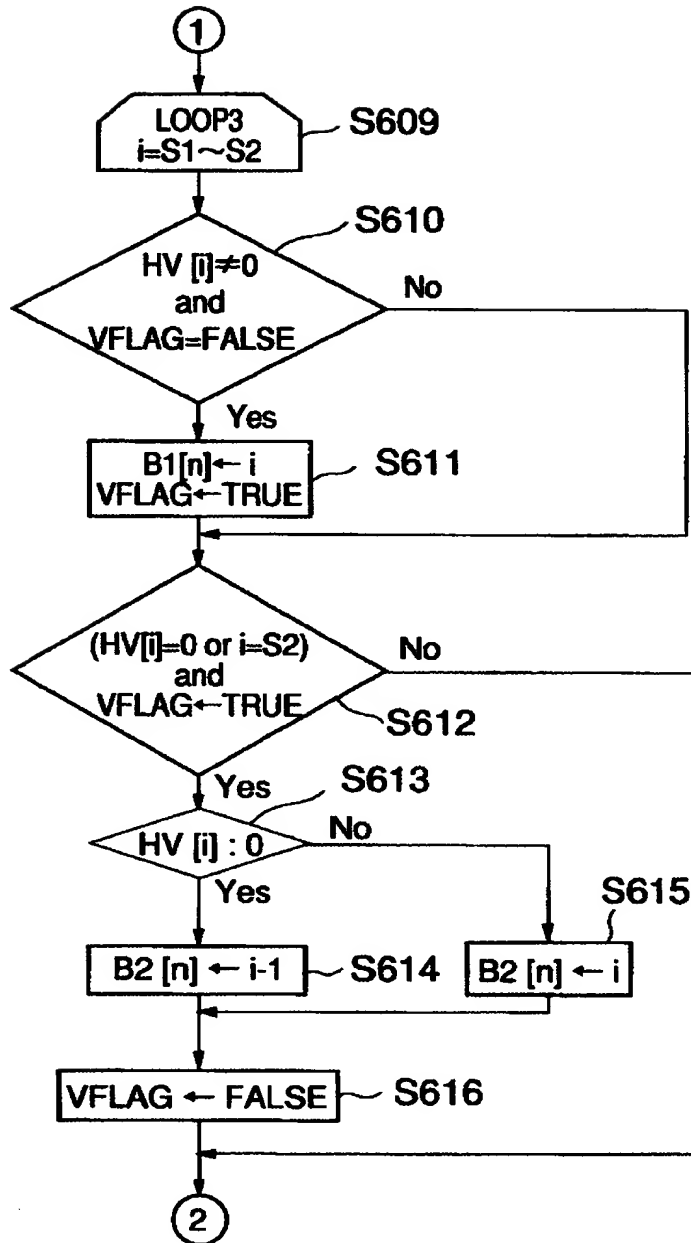 1
LOOP3
i=S1~S2
S609
S610
HV [i]≠0
and
VFLAG=FALSE
No
Yes
B1[n]← i
VFLAG←TRUE
S611
(HV[i]=0 or i=S2)
and
VFLAG←TRUE
No
S612
Yes
S613
HV [i] : 0
No
Yes
S615
B2 [n] ← i-1
S614
B2 [n] ← i
VFLAG ← FALSE
S616
2